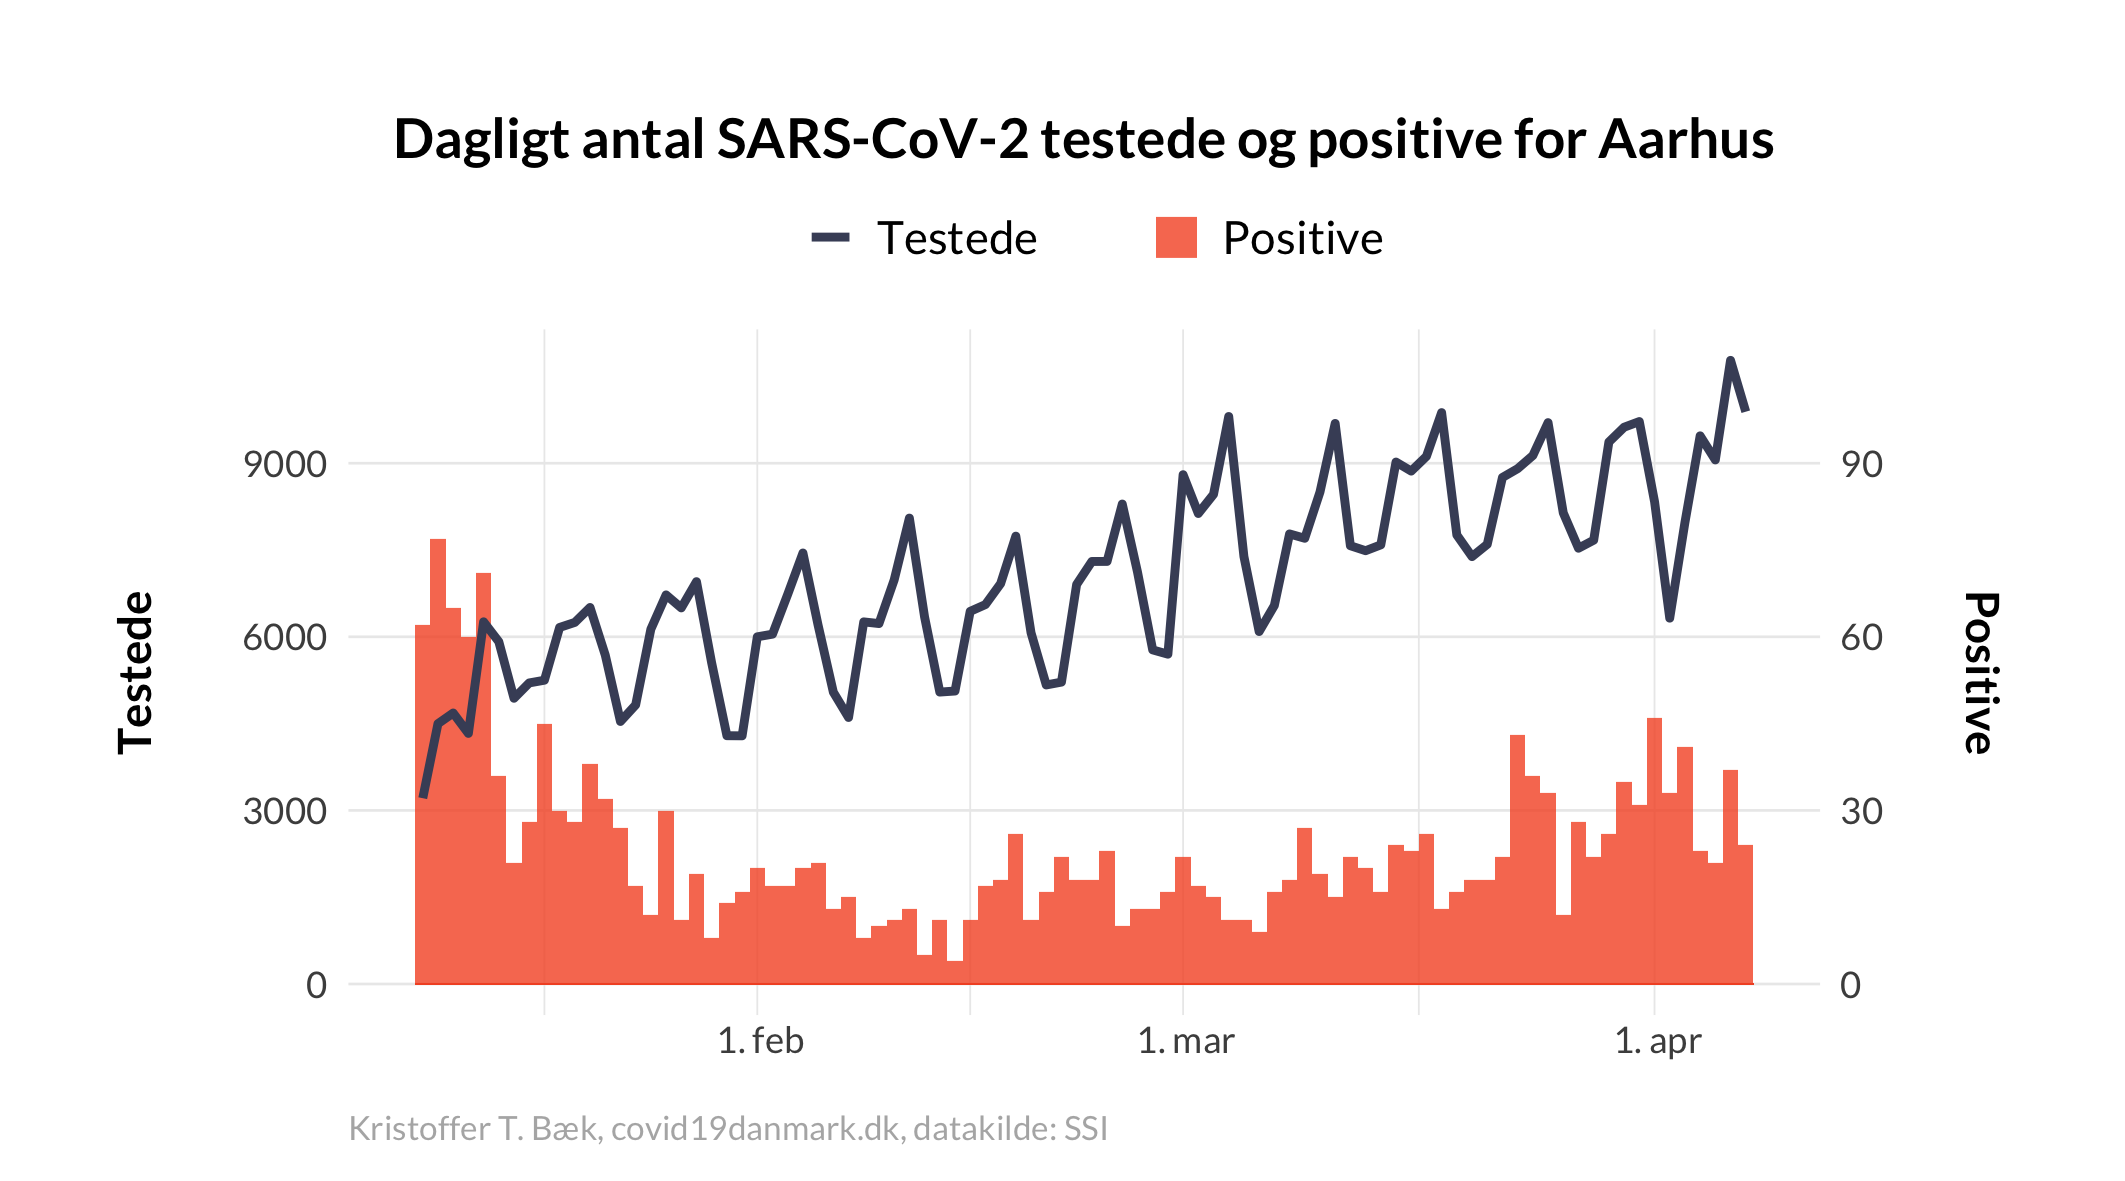 Dagligt antal SARS-CoV-2 testede og positive for Aarhus
Testede
Positive
9000
6000
3000
0
90
60
30
0
Testede
Positive
1. feb
1. mar
1. apr
Kristoffer T. Bæk, covid19danmark.dk, datakilde: SSI